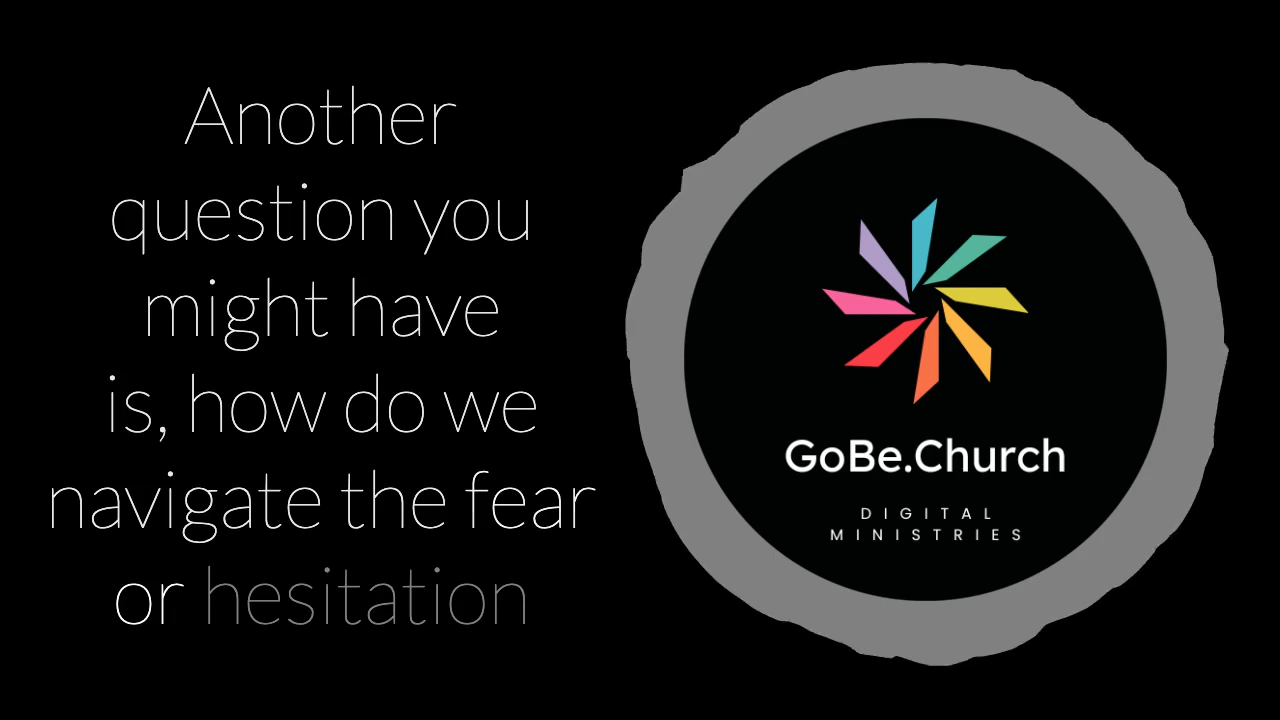 Another
question you
might have
is, how do we
navigate the fear
or hesitation
GoBe.Church
DIGITAL
MINISTRIES